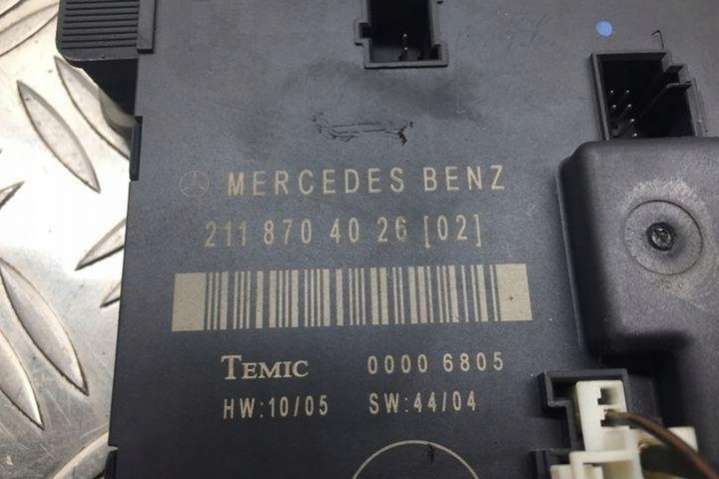 MERCEDES BENZ
211 870 40 26 [02]
TEMIC 0000 6805
HW:10/05 SW:44/04